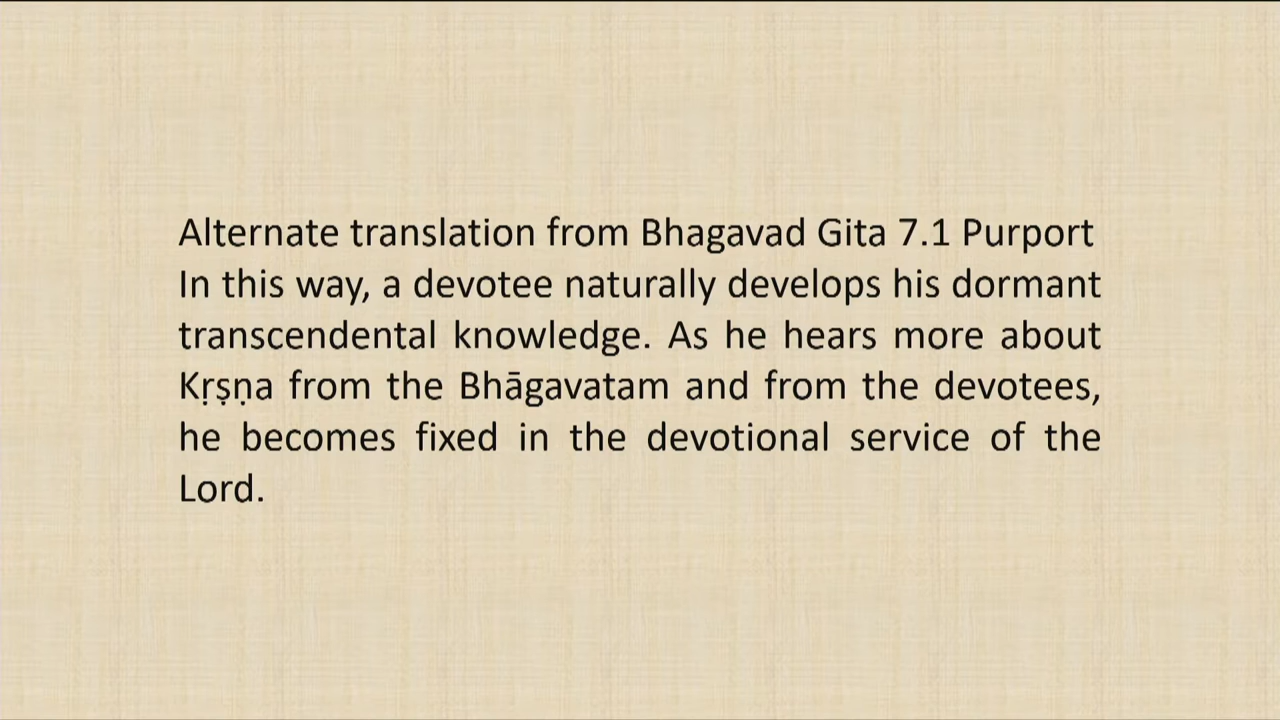 Alternate translation from Bhagavad Gita 7.1 Purport
In this way, a devotee naturally develops his dormant
transcendental knowledge. As he hears more about
Kṛṣṇa from the Bhāgavatam and from the devotees,
he becomes fixed in the devotional service of the
Lord.